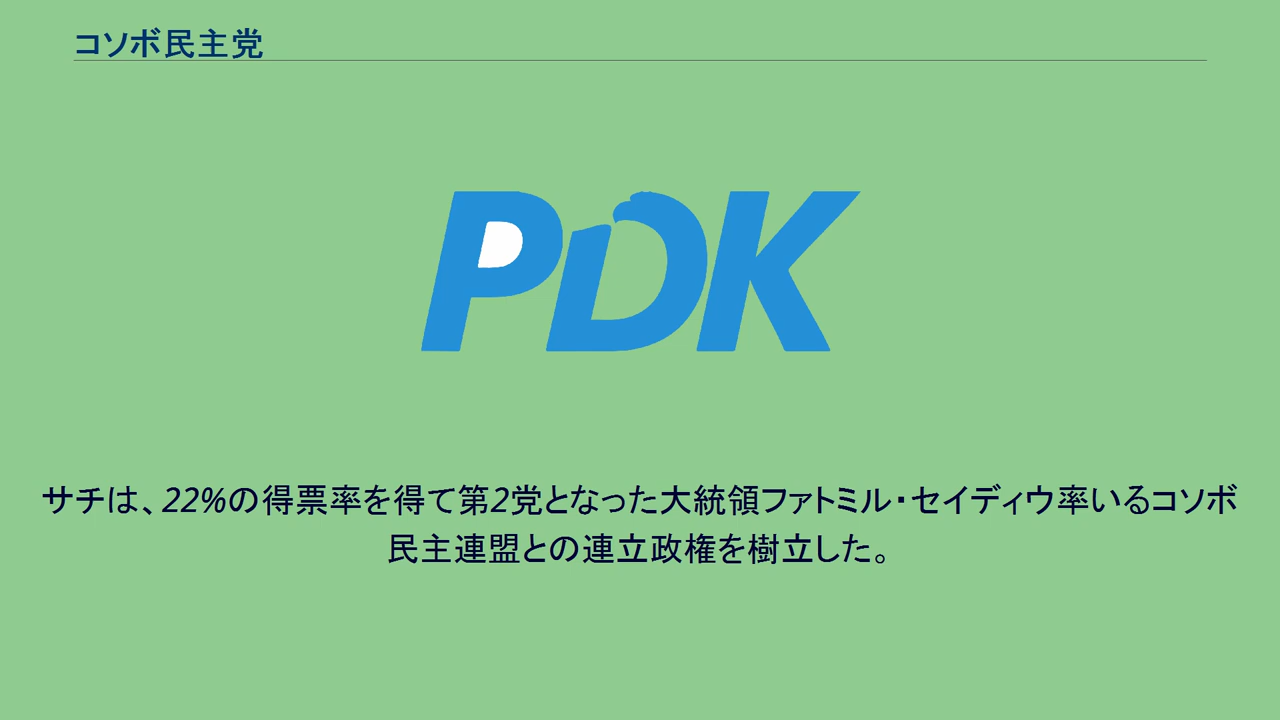 コソボ民主党
PDK
サチは、22%の得票率を得て第2党となった大統領ファトミル・セイディウ率いるコソボ
民主連盟との連立政権を樹立した。